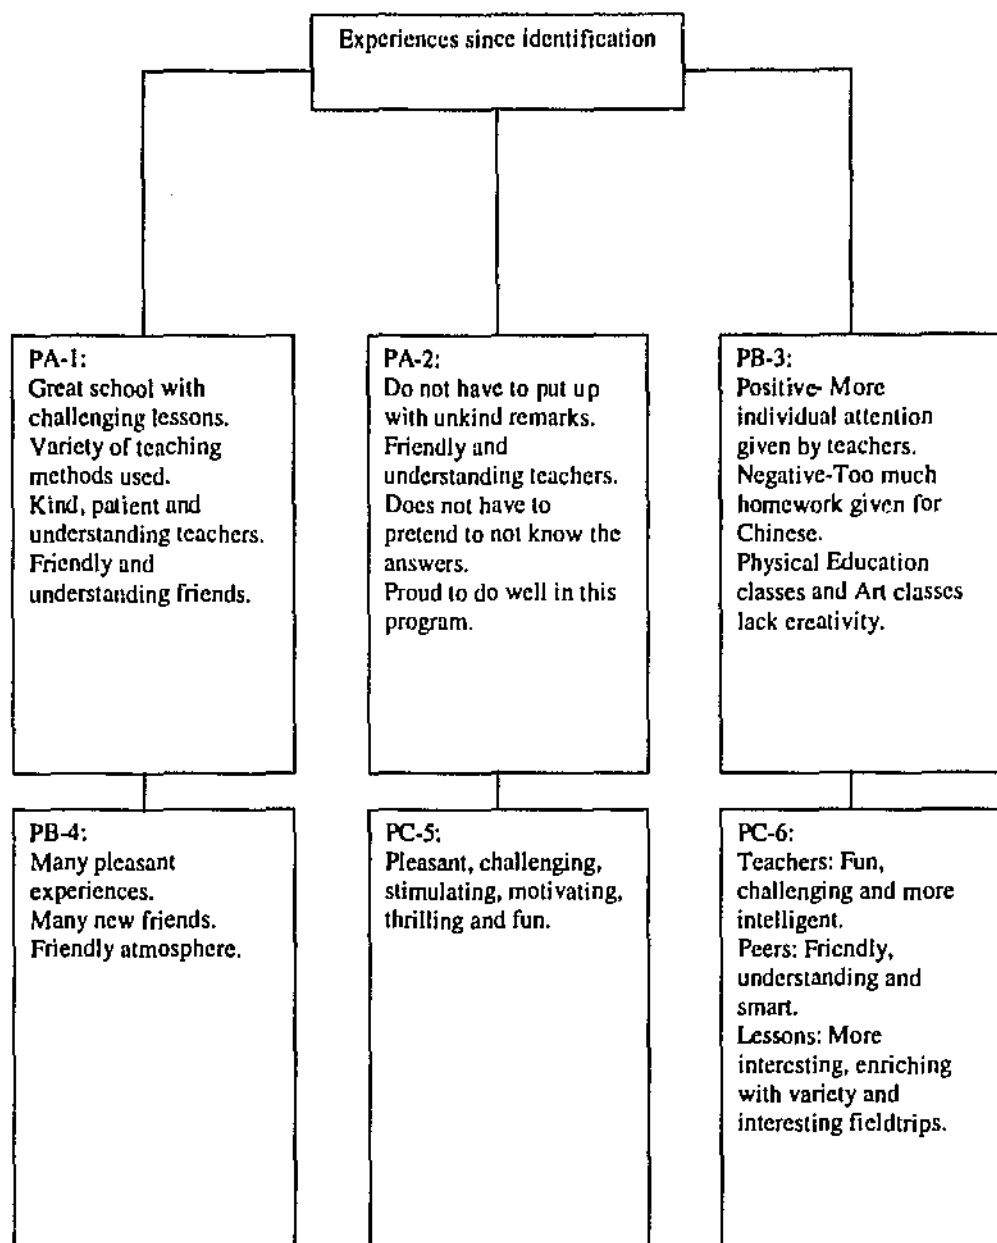 Experiences since identification
PA-1:
Great school with
challenging lessons.
Variety of teaching
methods used.
Kind, patient and
understanding teachers.
Friendly and
understanding friends.
PA-2:
Do not have to put up
with unkind remarks.
Friendly and
understanding teachers.
Does not have to
pretend to not know the
answers.
Proud to do well in this
program.
PB-3:
Positive- More
individual attention
given by teachers.
Negative-Too much
homework given for
Chinese.
Physical Education
classes and Art classes
lack creativity.
PB-4:
Many pleasant
experiences.
Many new friends.
Friendly atmosphere.
PC-5:
Pleasant, challenging,
stimulating, motivating,
thrilling and fun.
PC-6:
Teachers: Fun,
challenging and more
intelligent.
Peers: Friendly,
understanding and
smart.
Lessons: More
interesting, enriching
with variety and
interesting fieldtrips.